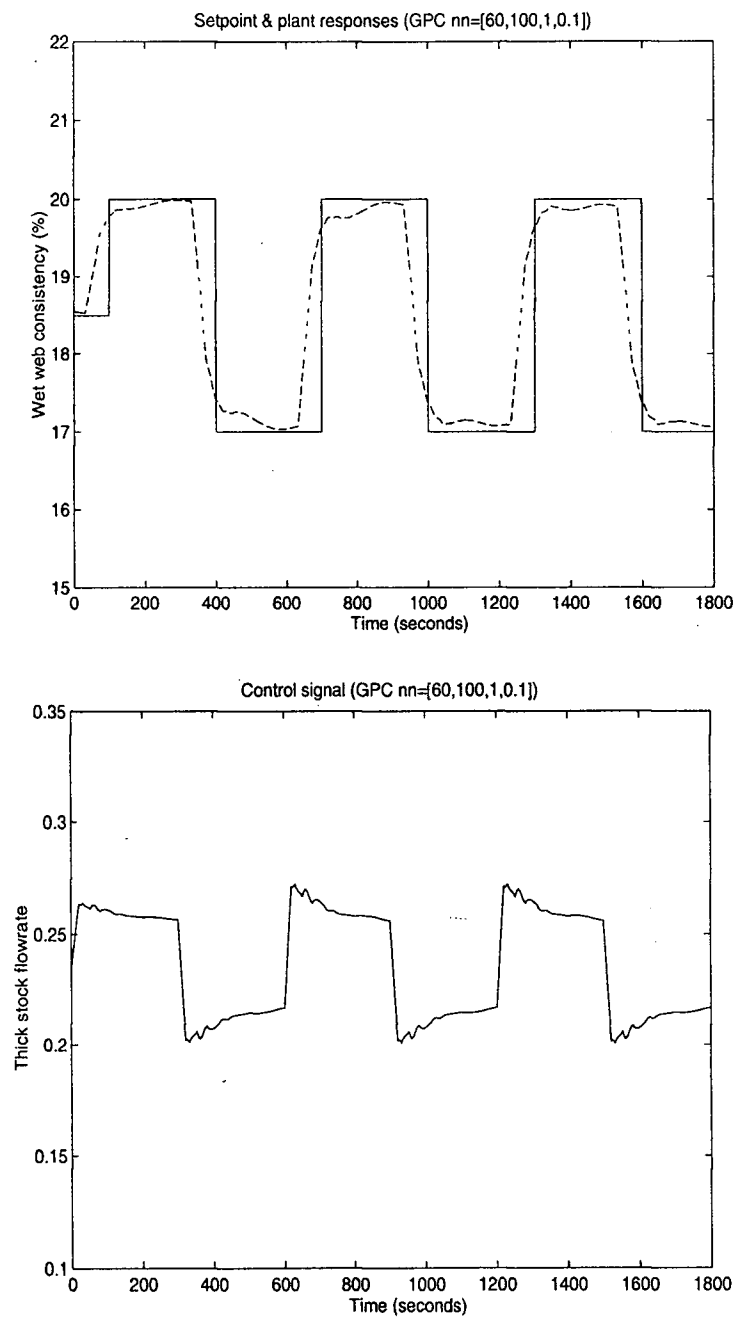 Setpoint & plant responses (GPC nn=[60,100,1,0.1])
22
21
20
19
18
17
16
15
Wet web consistency (%)
0 200 400 600 800 1000 1200 1400 1600 1800
Time (seconds)
Control signal (GPC nn=[60,100,1,0.1])
0.35
0.3
0.25
0.2
0.15
0.1
Thick stock flowrate
0 200 400 600 800 1000 1200 1400 1600 1800
Time (seconds)